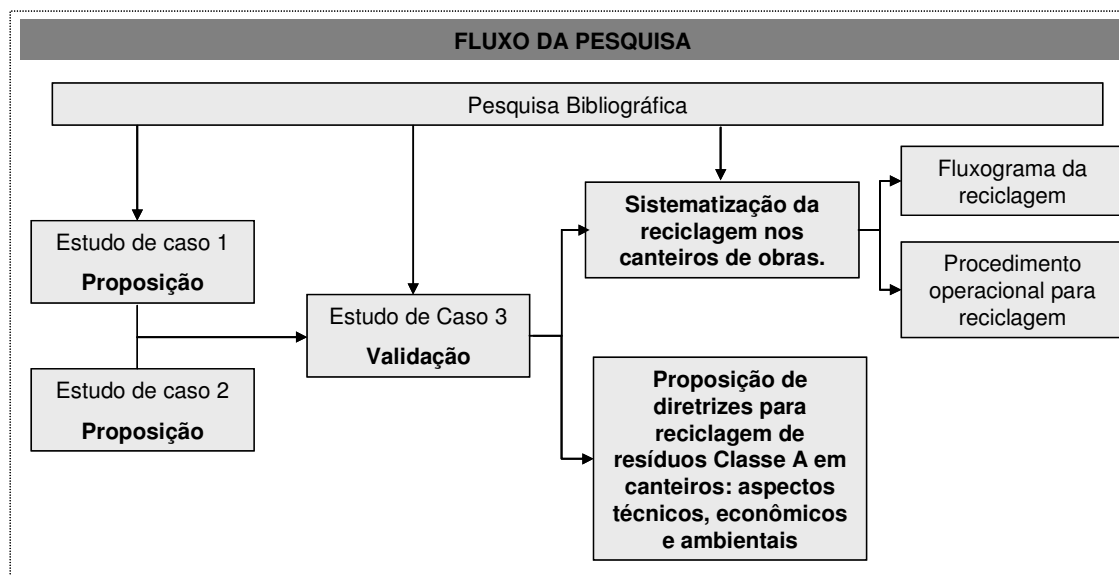 FLUXO DA PESQUISA
Pesquisa Bibliográfica
Estudo de caso 1
Proposição
Estudo de caso 2
Proposição
Estudo de Caso 3
Validação
Sistematização da
reciclagem nos
canteiros de obras.
Fluxograma da
reciclagem
Procedimento
operacional para
reciclagem
Proposição de
diretrizes para
reciclagem de
resíduos Classe A em
canteiros: aspectos
técnicos, econômicos
e ambientais